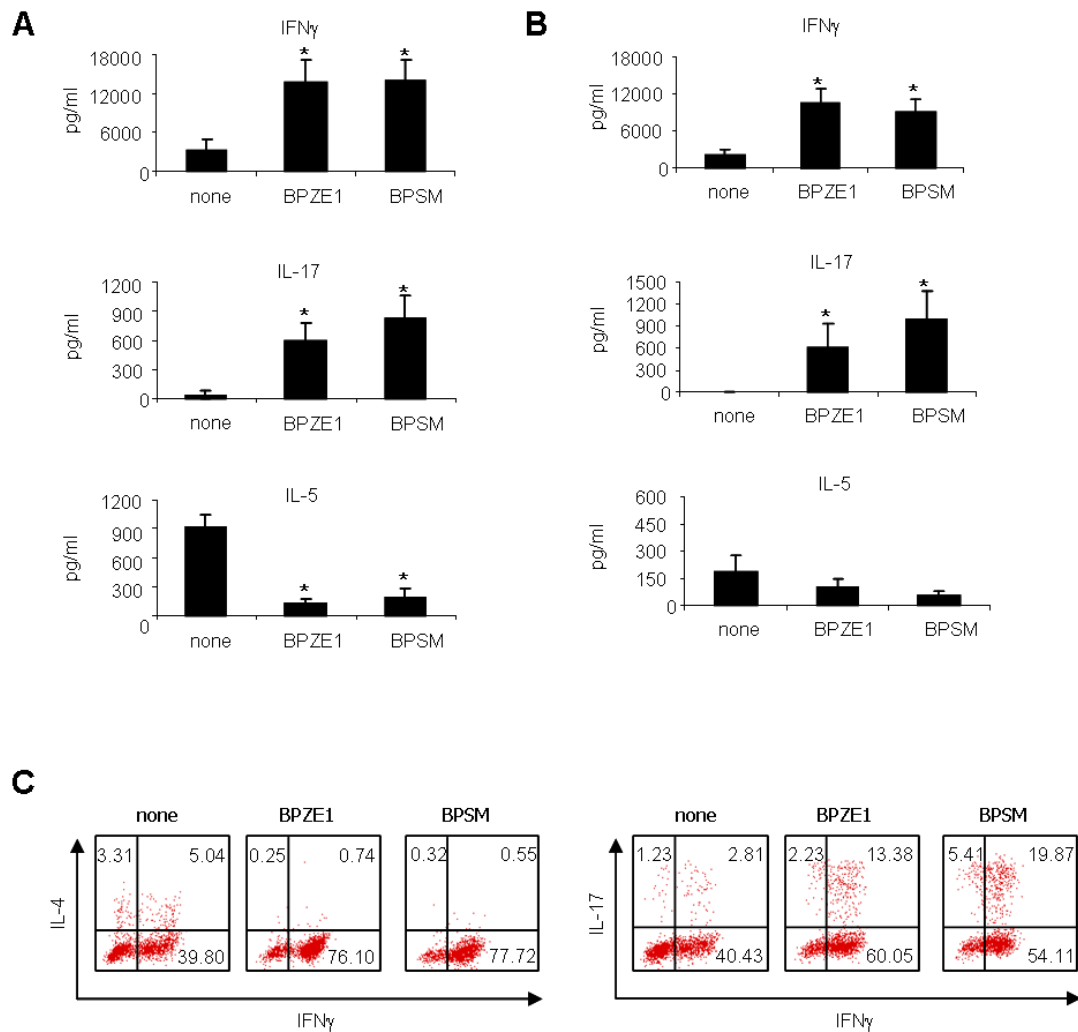 A
IFNγ
18000
12000
6000
0
pg/ml
*
*
none
BPZE1
BPSM
IL-17
1200
900
600
300
0
pg/ml
*
*
none
BPZE1
BPSM
IL-5
1200
900
600
300
0
pg/ml
*
*
none
BPZE1
BPSM
B
IFNγ
18000
12000
6000
0
pg/ml
*
*
none
BPZE1
BPSM
IL-17
1500
1200
900
600
300
0
pg/ml
*
*
none
BPZE1
BPSM
IL-5
600
450
300
150
0
pg/ml
none
BPZE1
BPSM
C
none
BPZE1
BPSM
IL-4
3.31 5.04
39.80
0.25 0.74
76.10
0.32 0.55
77.72
IFNγ
none
BPZE1
BPSM
IL-17
1.23 2.81
40.43
2.23 13.38
60.05
5.41 19.87
54.11
IFNγ